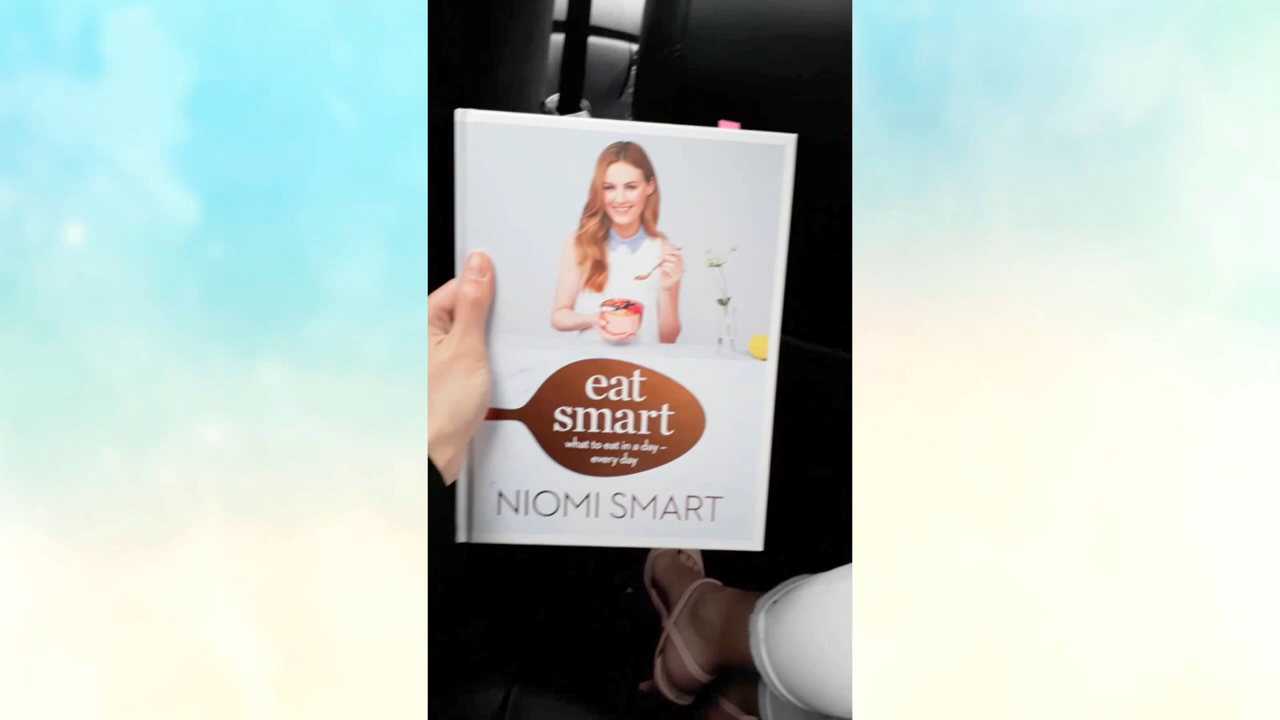 eat
smart
what to eat in a day –
every day
NIOMI SMART